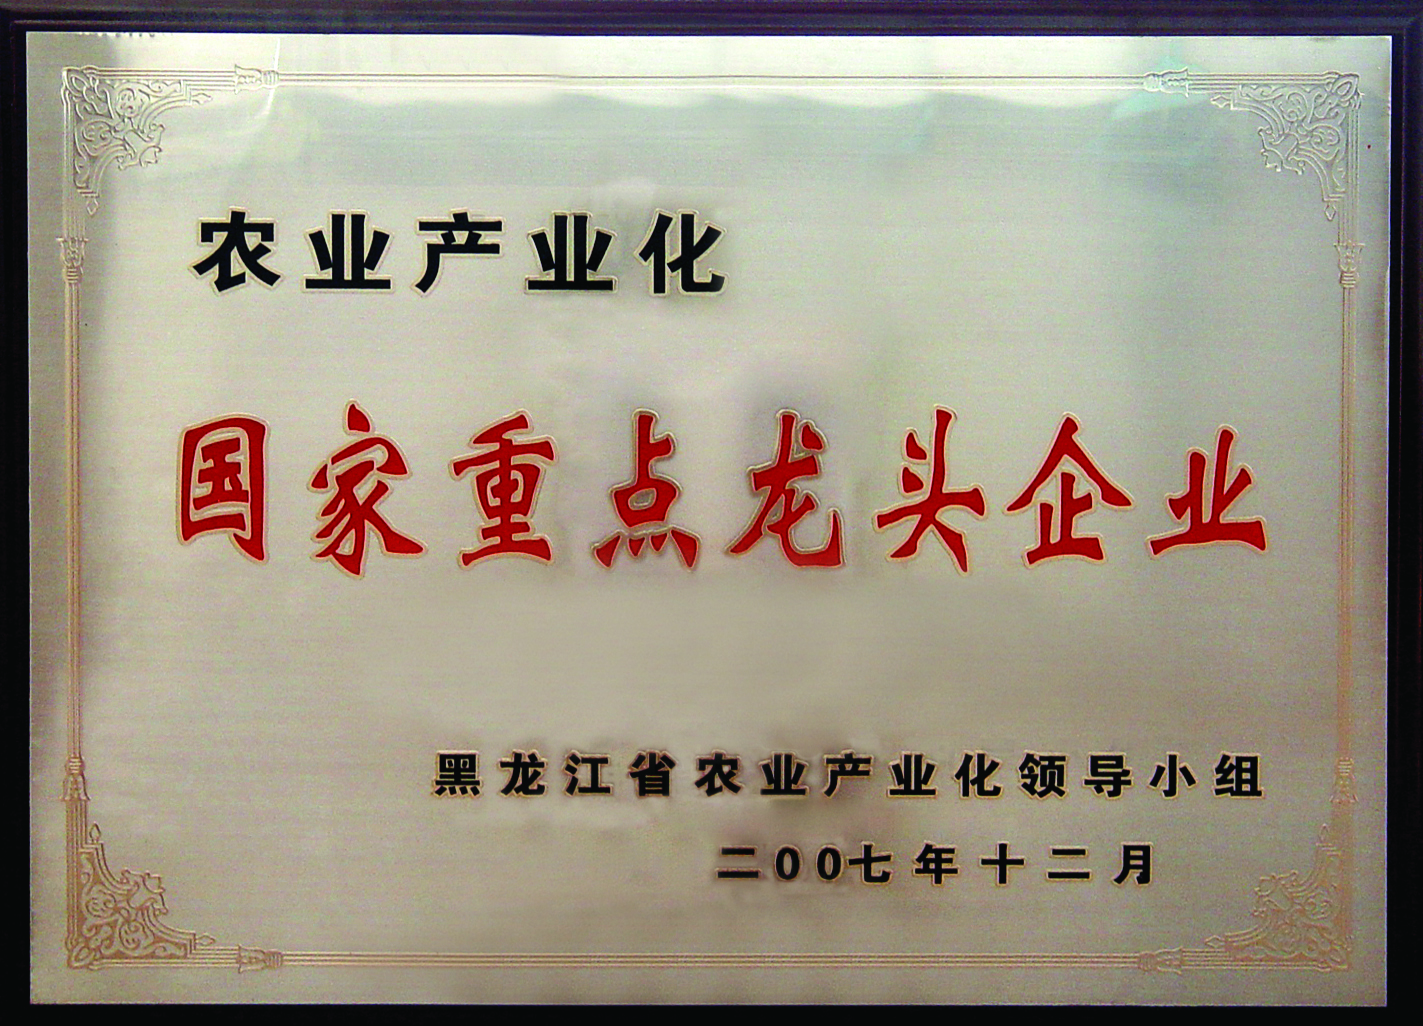 农业产业化
国家重点龙头企业
黑龙江省农业产业化领导小组
二00七年十二月